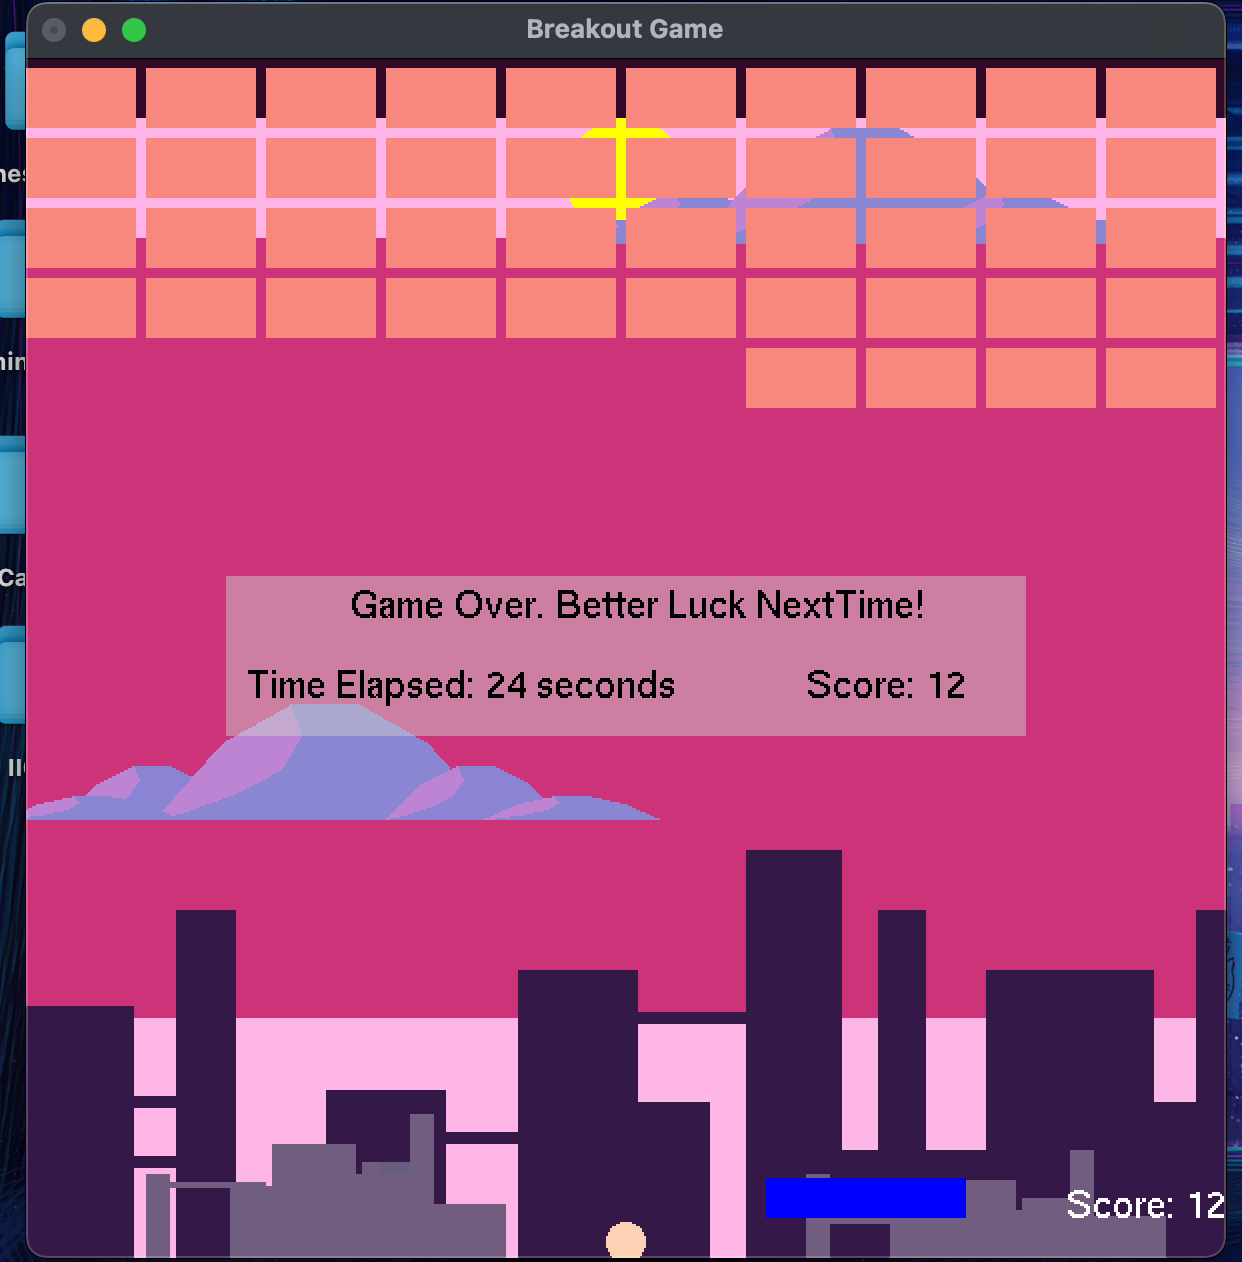 Breakout Game
Game Over. Better Luck NextTime!
Time Elapsed: 24 seconds Score: 12
Score: 12